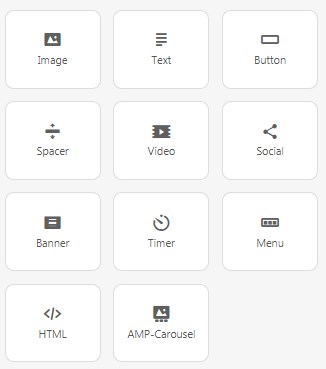 Image
Text
Button
Spacer
Video
Social
Banner
Timer
Menu
HTML
AMP-Carousel